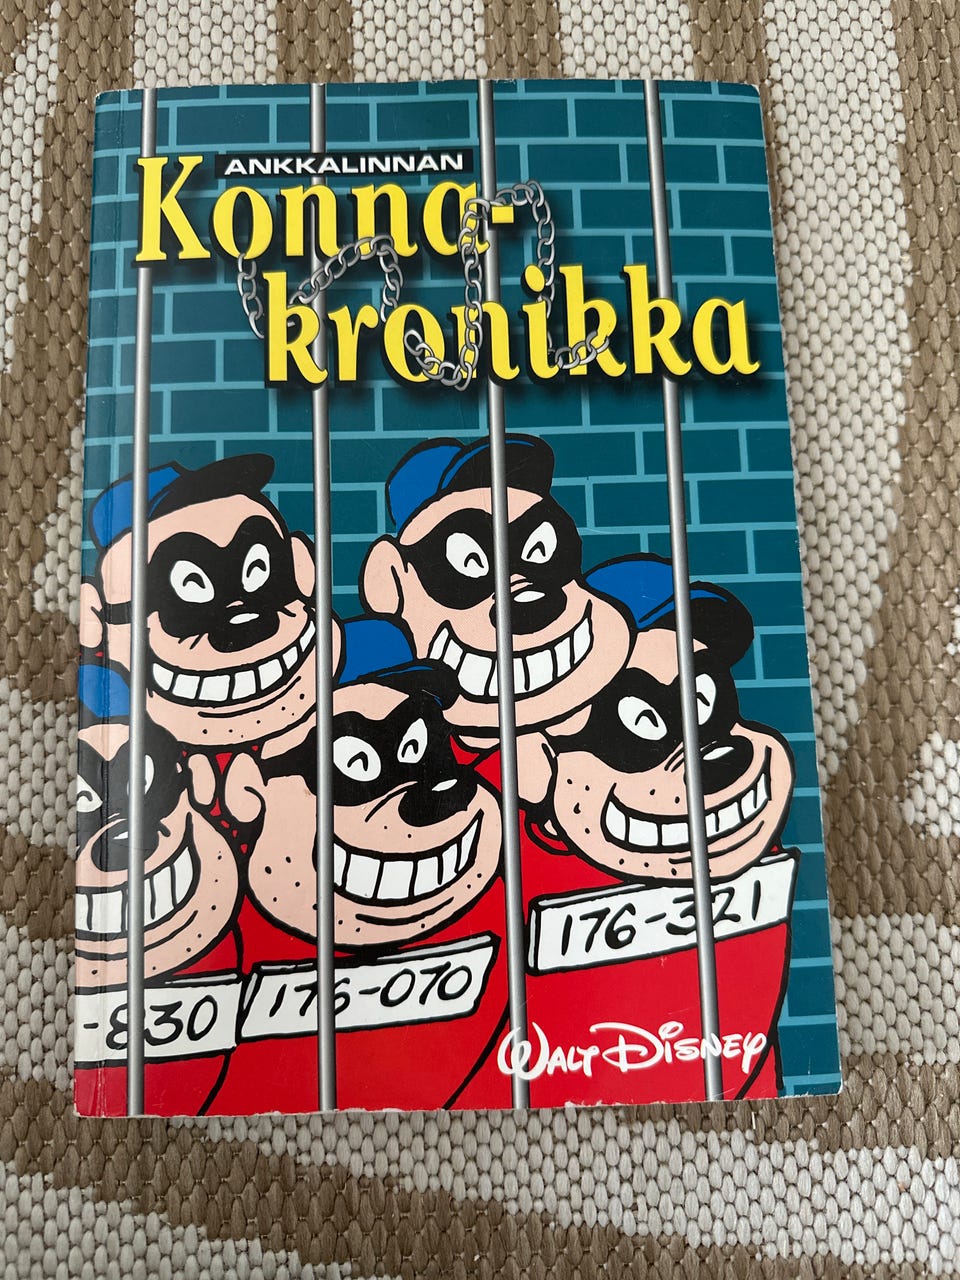 ANKKALINNAN
Konna-
kronikka
176-321
176-070
-830
WALT DISNEY